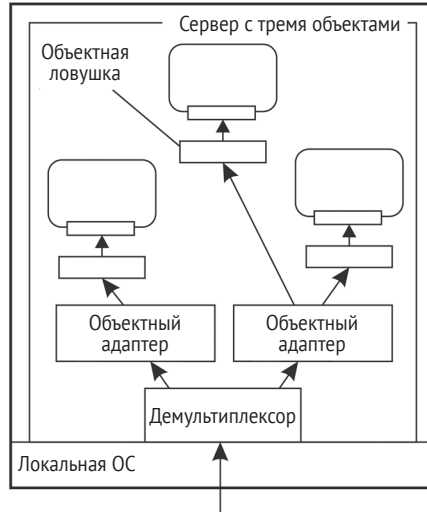 Сервер с тремя объектами
Объектная
ловушка
Объектный
адаптер
Объектный
адаптер
Демультиплексор
Локальная ОС